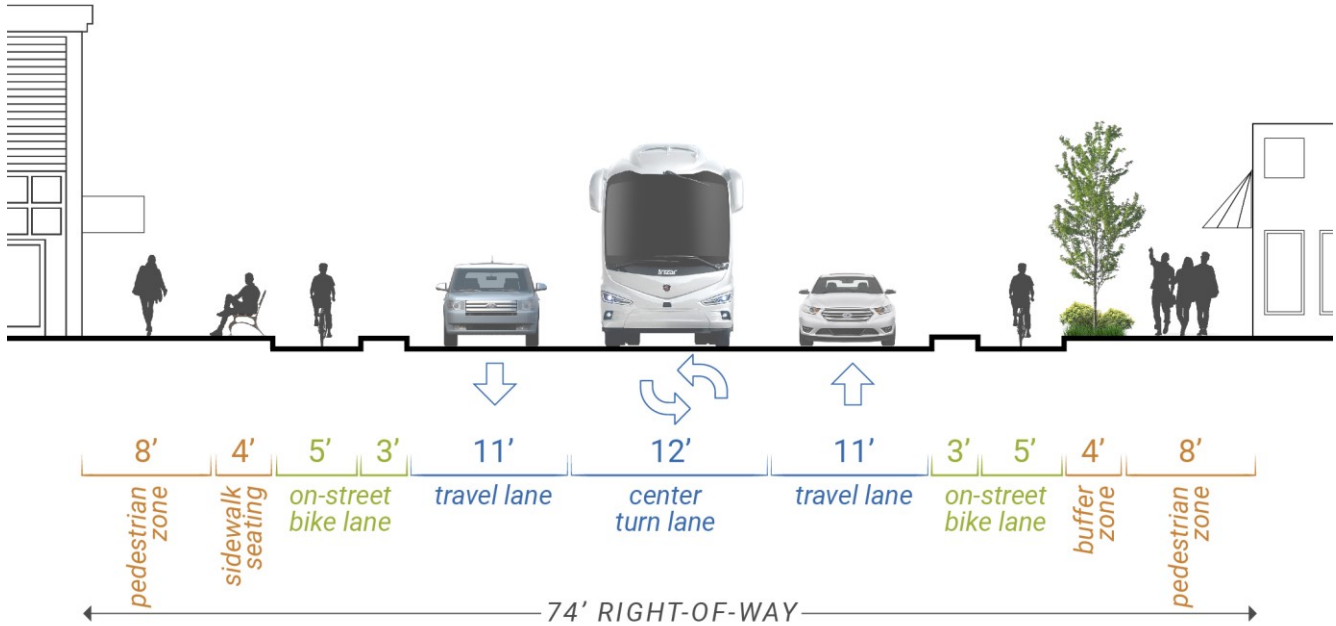 8’ 4’ 5’ 3’ 11’ 12’ 11’ 3’ 5’ 4’ 8’
pedestrian
zone
sidewalk
seating
on-street
bike lane
travel lane
center
turn lane
travel lane
on-street
bike lane
buffer
zone
pedestrian
zone
74’ RIGHT-OF-WAY